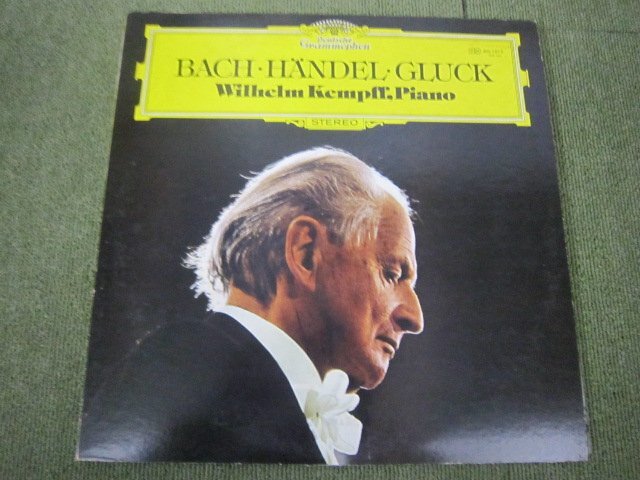 Deutsche
Grammophon
BACH·HÄNDEL·GLUCK
Wilhelm Kempff, Piano
STEREO